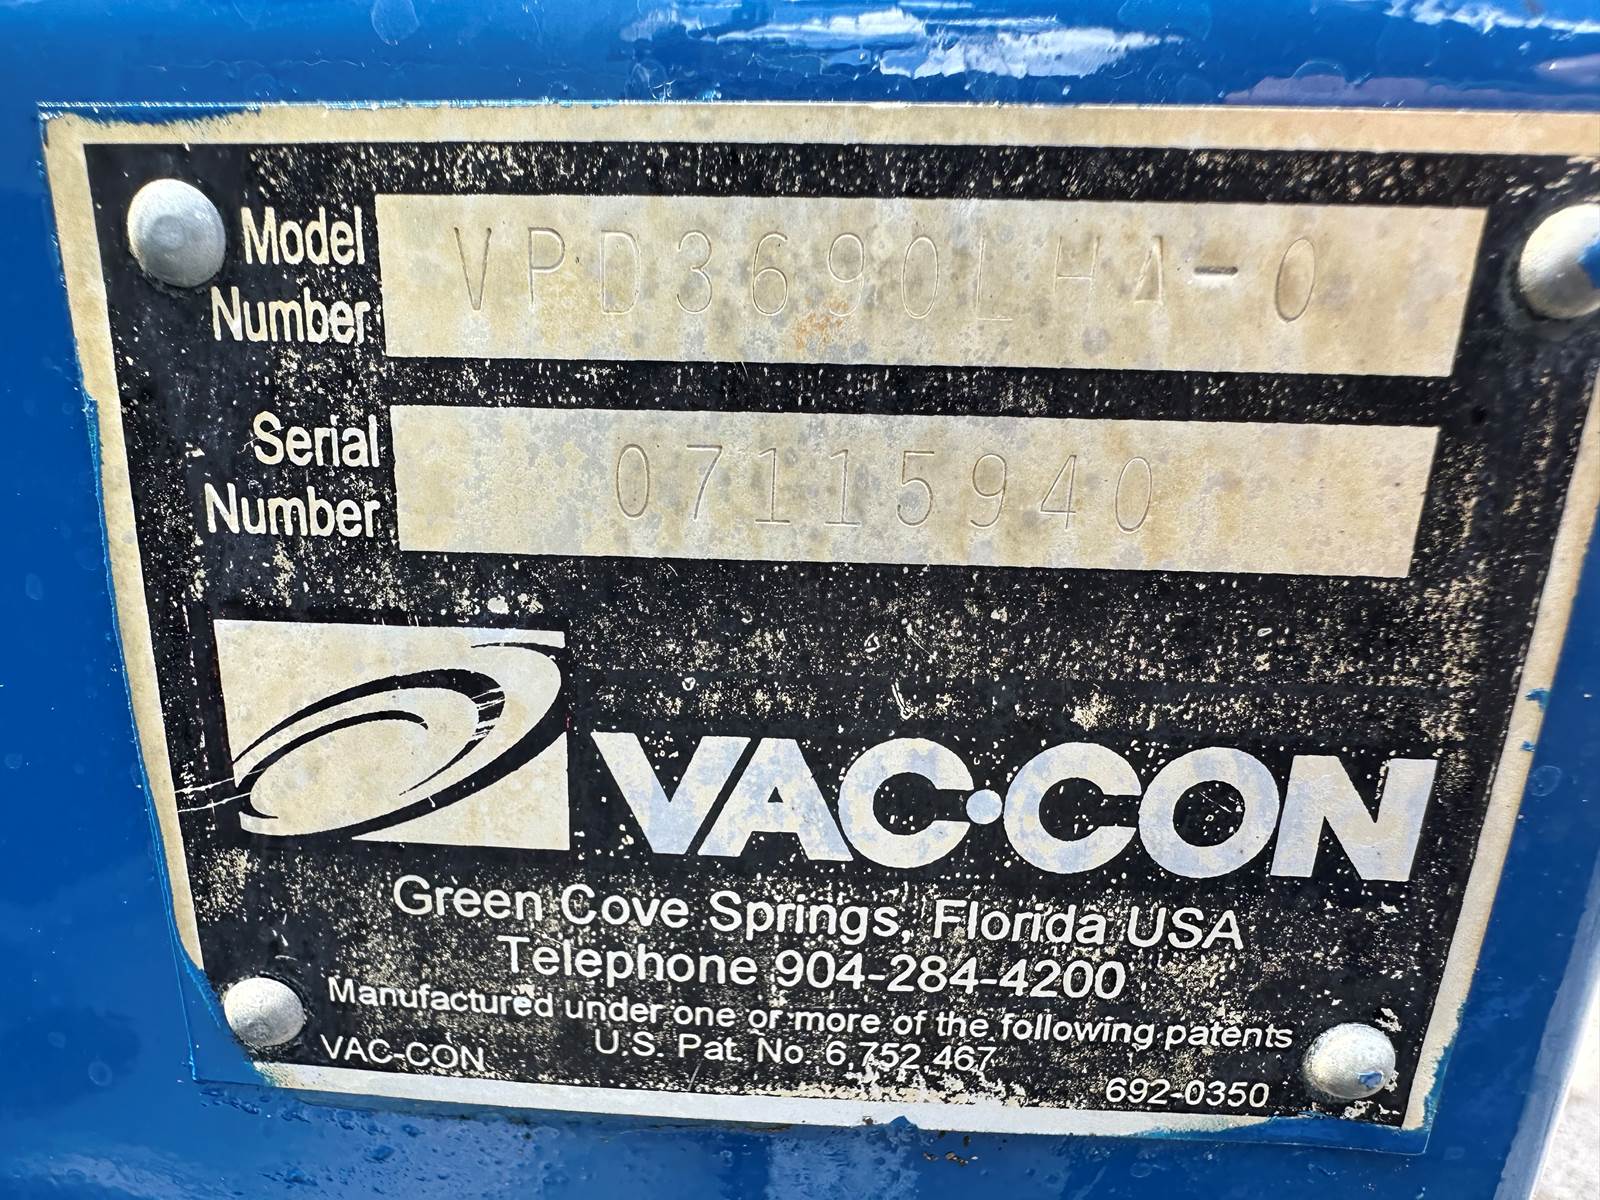 Model
Number
VPD3690LHA-0
Serial
Number
07115940
VAC•CON
Green Cove Springs, Florida USA
Telephone 904-284-4200
Manufactured under one or more of the following patents
U.S. Pat. No. 6,752,467
VAC-CON
692-0350